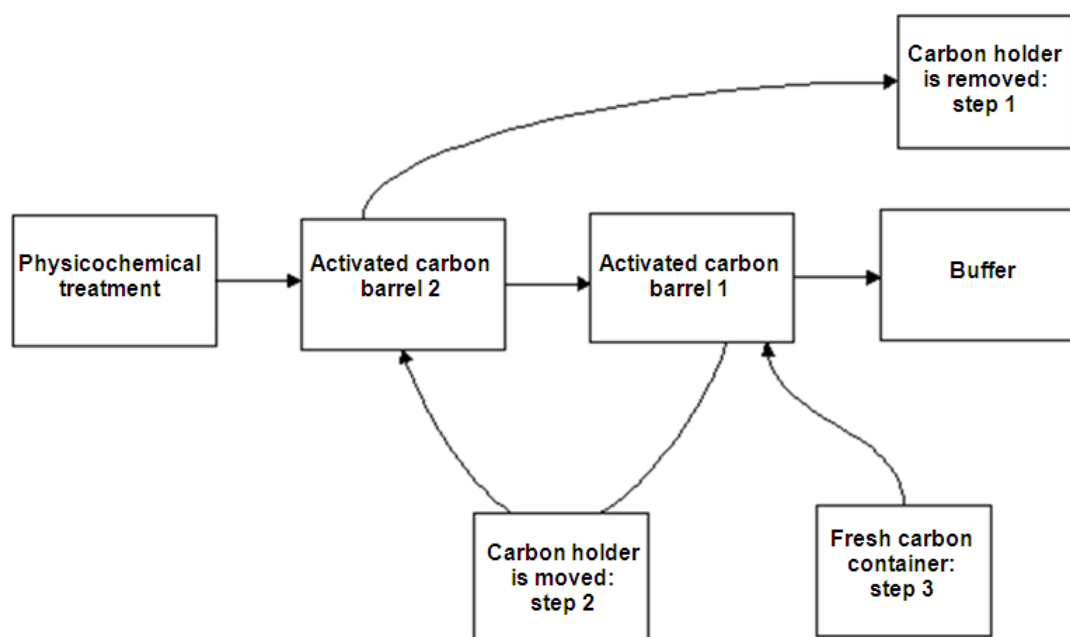 Carbon holder
is removed:
step 1
Physicochemical
treatment
Activated carbon
barrel 2
Activated carbon
barrel 1
Buffer
Carbon holder
is moved:
step 2
Fresh carbon
container:
step 3